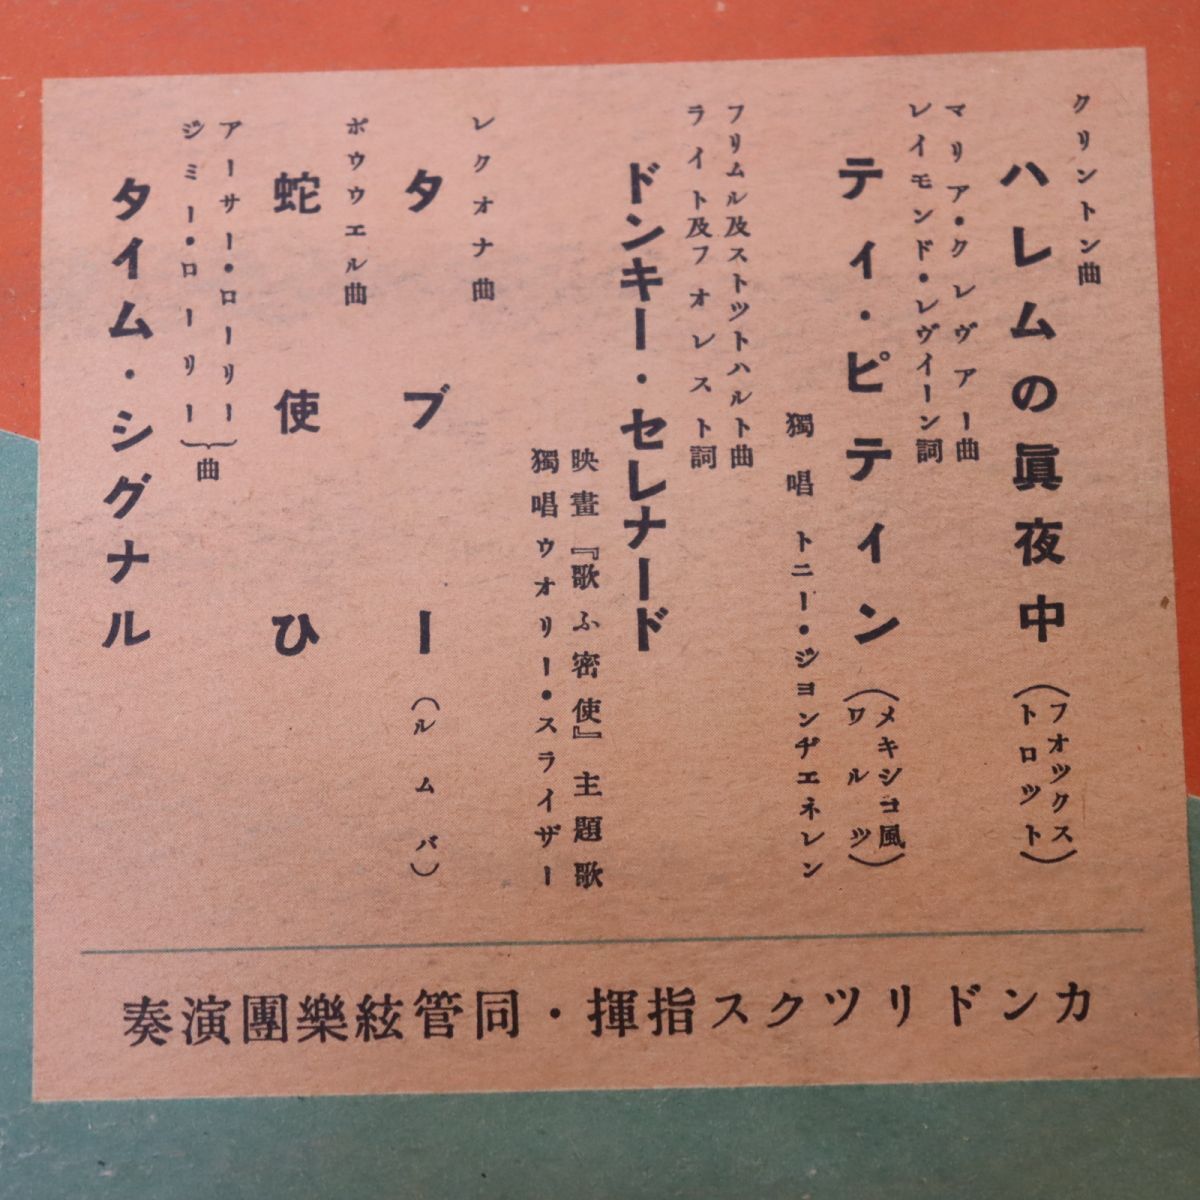 クリントン曲
ハレムの眞夜中
(フオツクス
トロツト)
マリア・クレヴアー曲
レイモンド・レヴイーン詞
ティ・ピティン
(メキシコ風
ワルツ)
獨唱 トニー・ジヨンヂエネレン
フリムル及ストツトハルト曲
ライト及フオレスト詞
ドンキー・セレナード
映畫『歌ふ密使』主題歌
獨唱 ウオリー・スライザー
レクオナ曲
タブー(ルムバ)
ポウウエル曲
蛇使ひ
アーサー・ローリー
ジミー・ローリー
}曲
タイム・シグナル
カンドリツクス指揮・同管絃樂團演奏